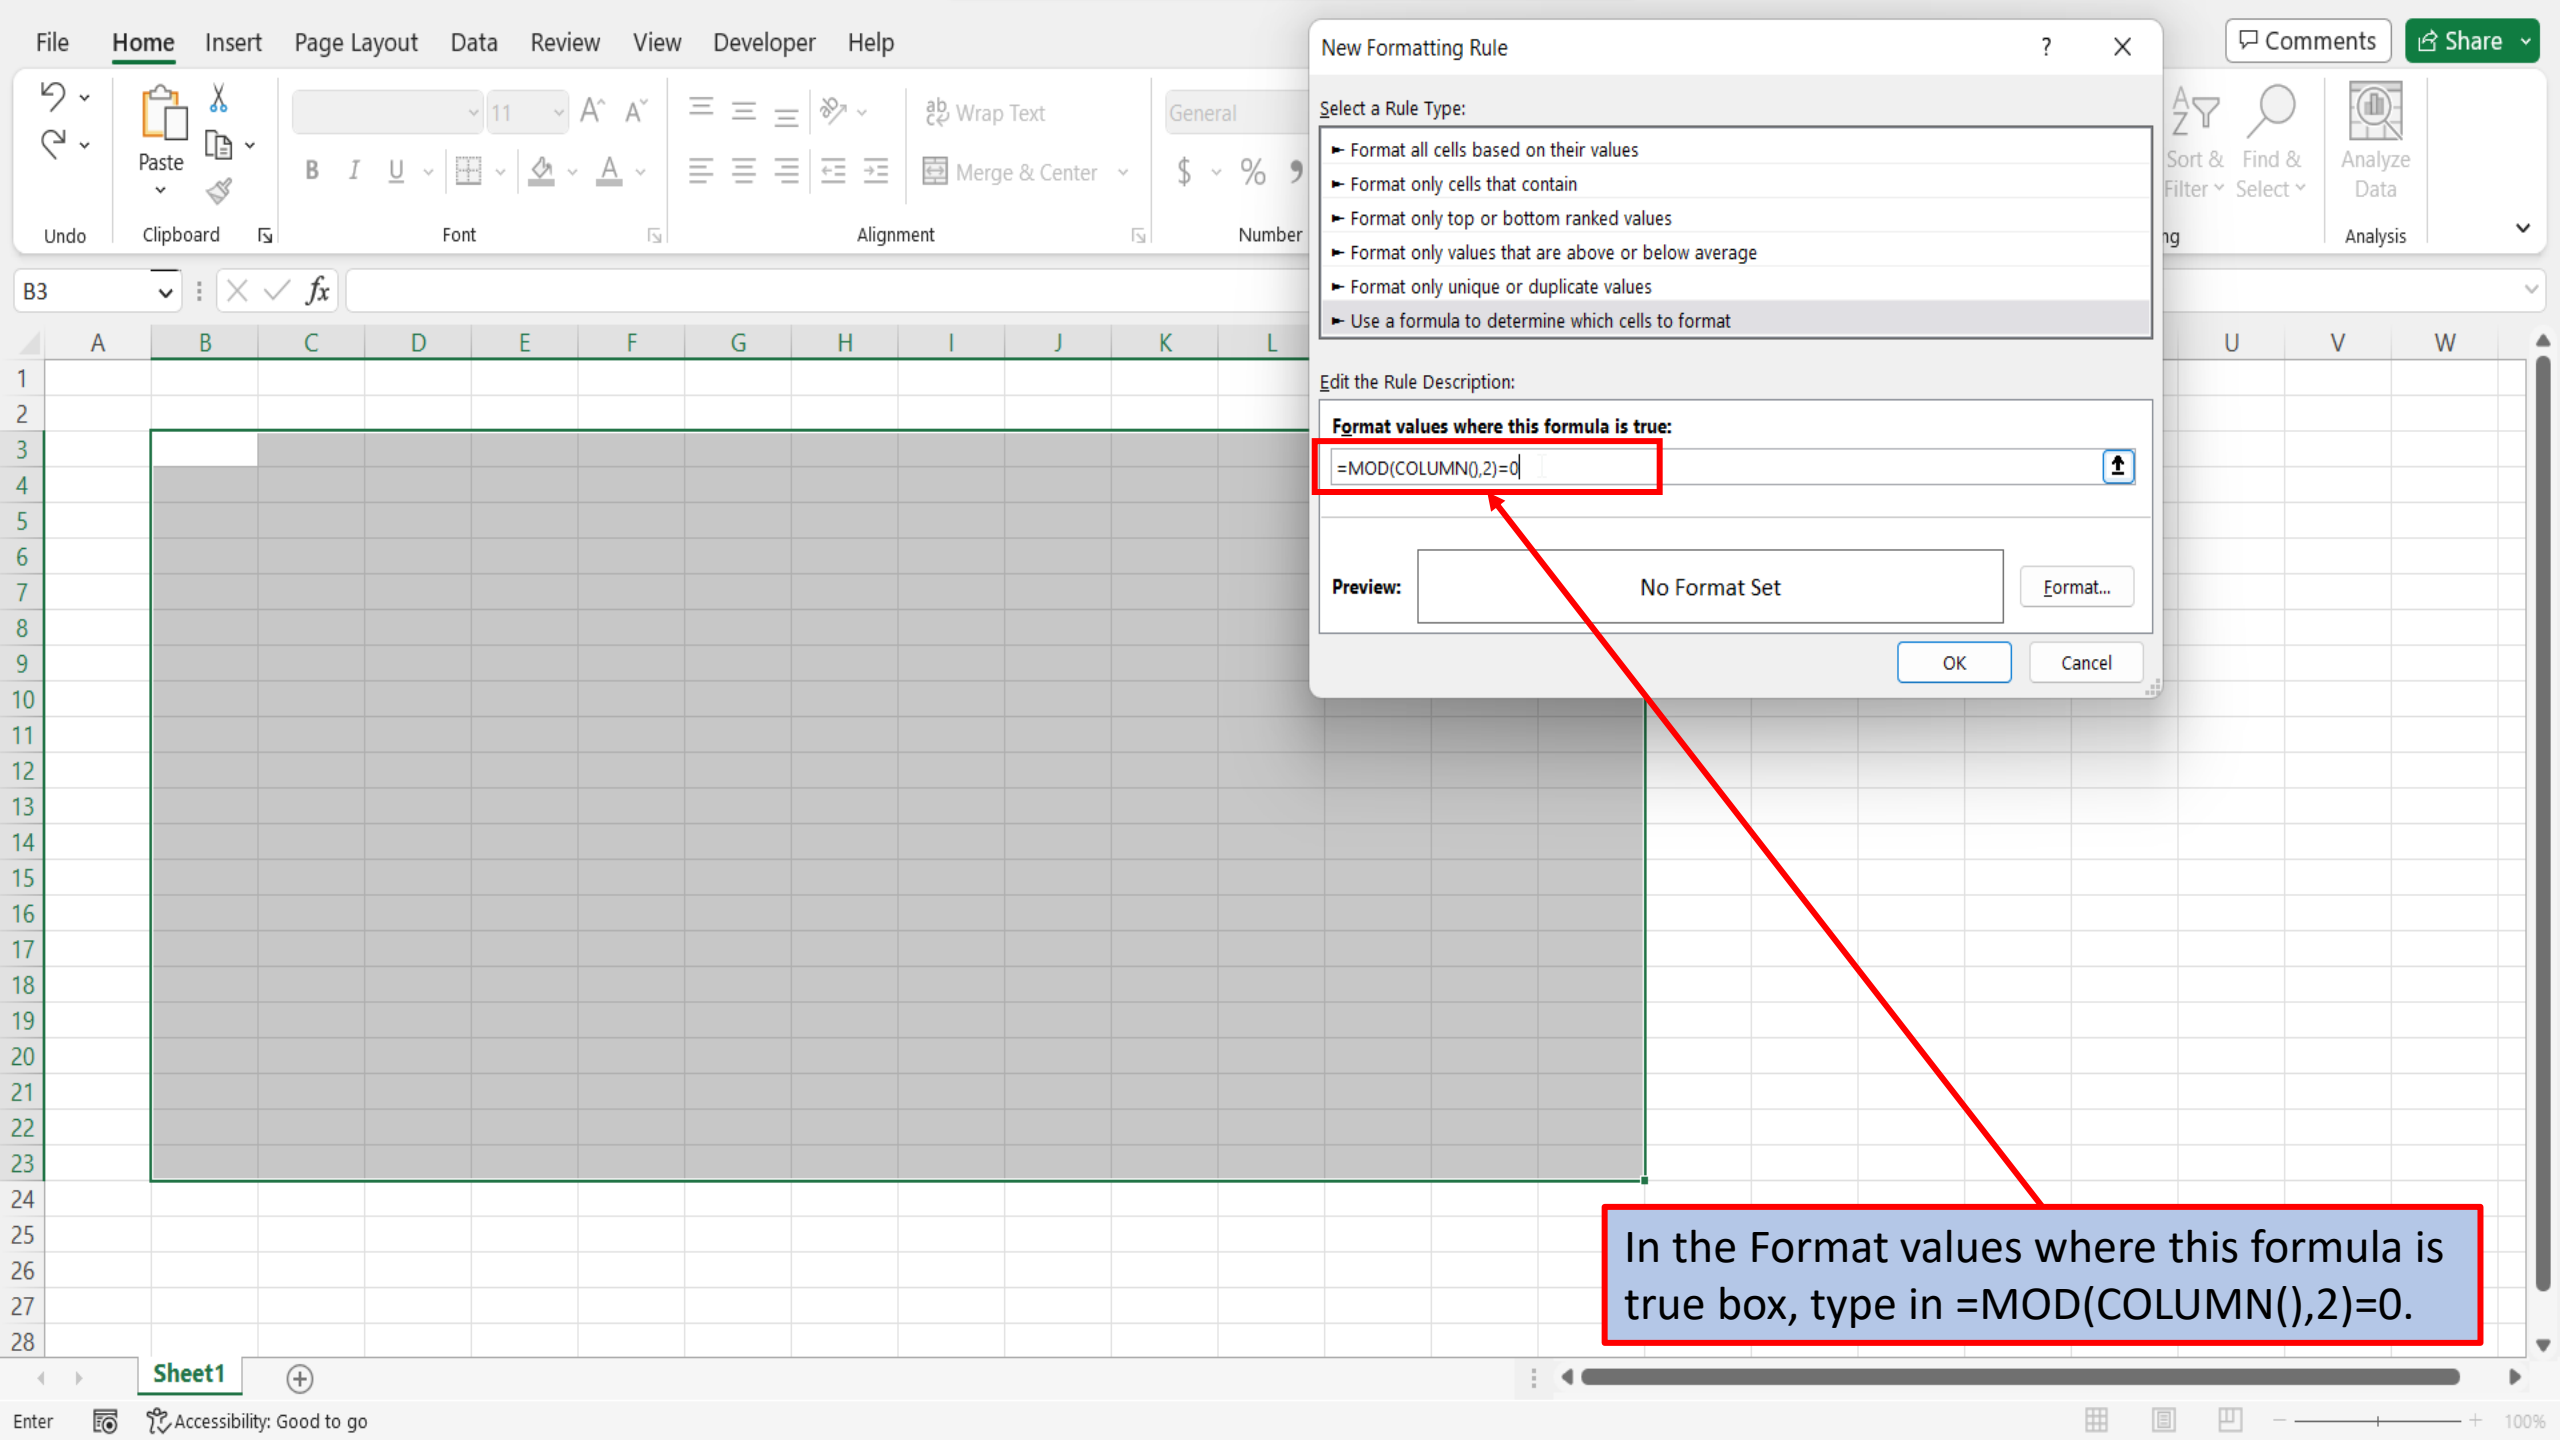 File Home Insert Page Layout Data Review View Developer Help
Comments Share
Paste
11
Wrap Text
Merge & Center
General
$ % 9
Sort & Filter
Find & Select
Analyze Data
Undo Clipboard Font Alignment Number Analysis
ng
B3
fx
A B C D E F G H I J K L U V W
1
2
3
4
5
6
7
8
9
10
11
12
13
14
15
16
17
18
19
20
21
22
23
24
25
26
27
28
New Formatting Rule ? X
Select a Rule Type:
► Format all cells based on their values
► Format only cells that contain
► Format only top or bottom ranked values
► Format only values that are above or below average
► Format only unique or duplicate values
► Use a formula to determine which cells to format
Edit the Rule Description:
Format values where this formula is true:
=MOD(COLUMN(),2)=0
Preview: No Format Set Format...
OK Cancel
In the Format values where this formula is
true box, type in =MOD(COLUMN(),2)=0.
Sheet1
Enter Accessibility: Good to go 100%